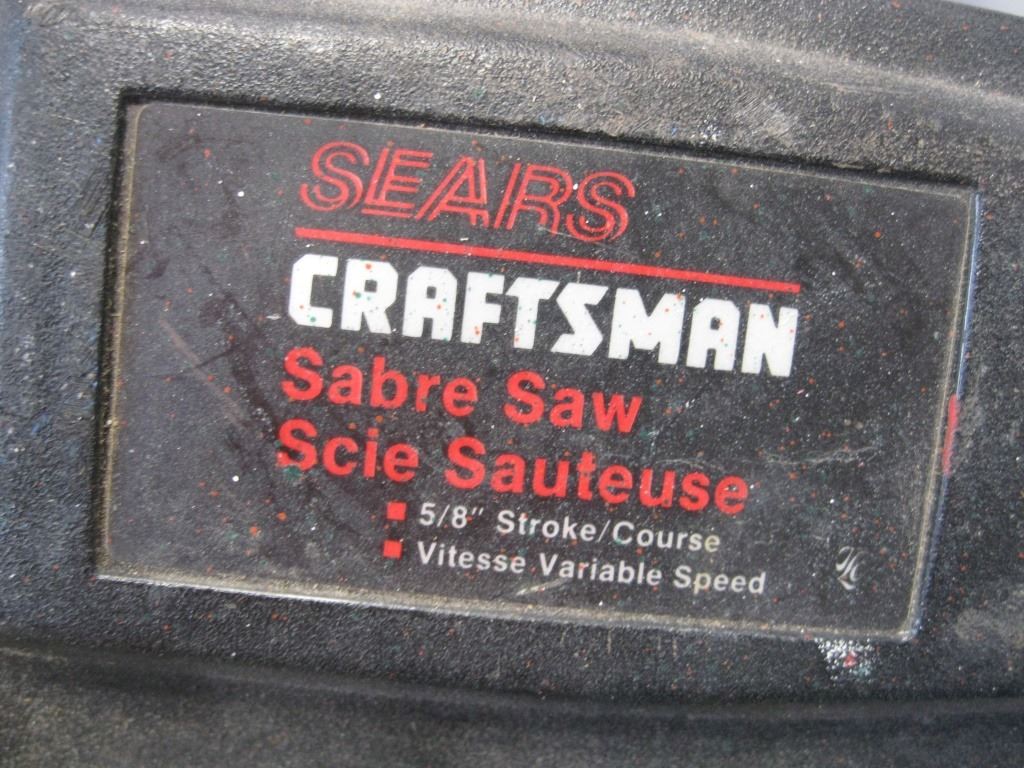 SEARS
CRAFTSMAN
Sabre Saw
Scie Sauteuse
5/8" Stroke/Course
Vitesse Variable Speed